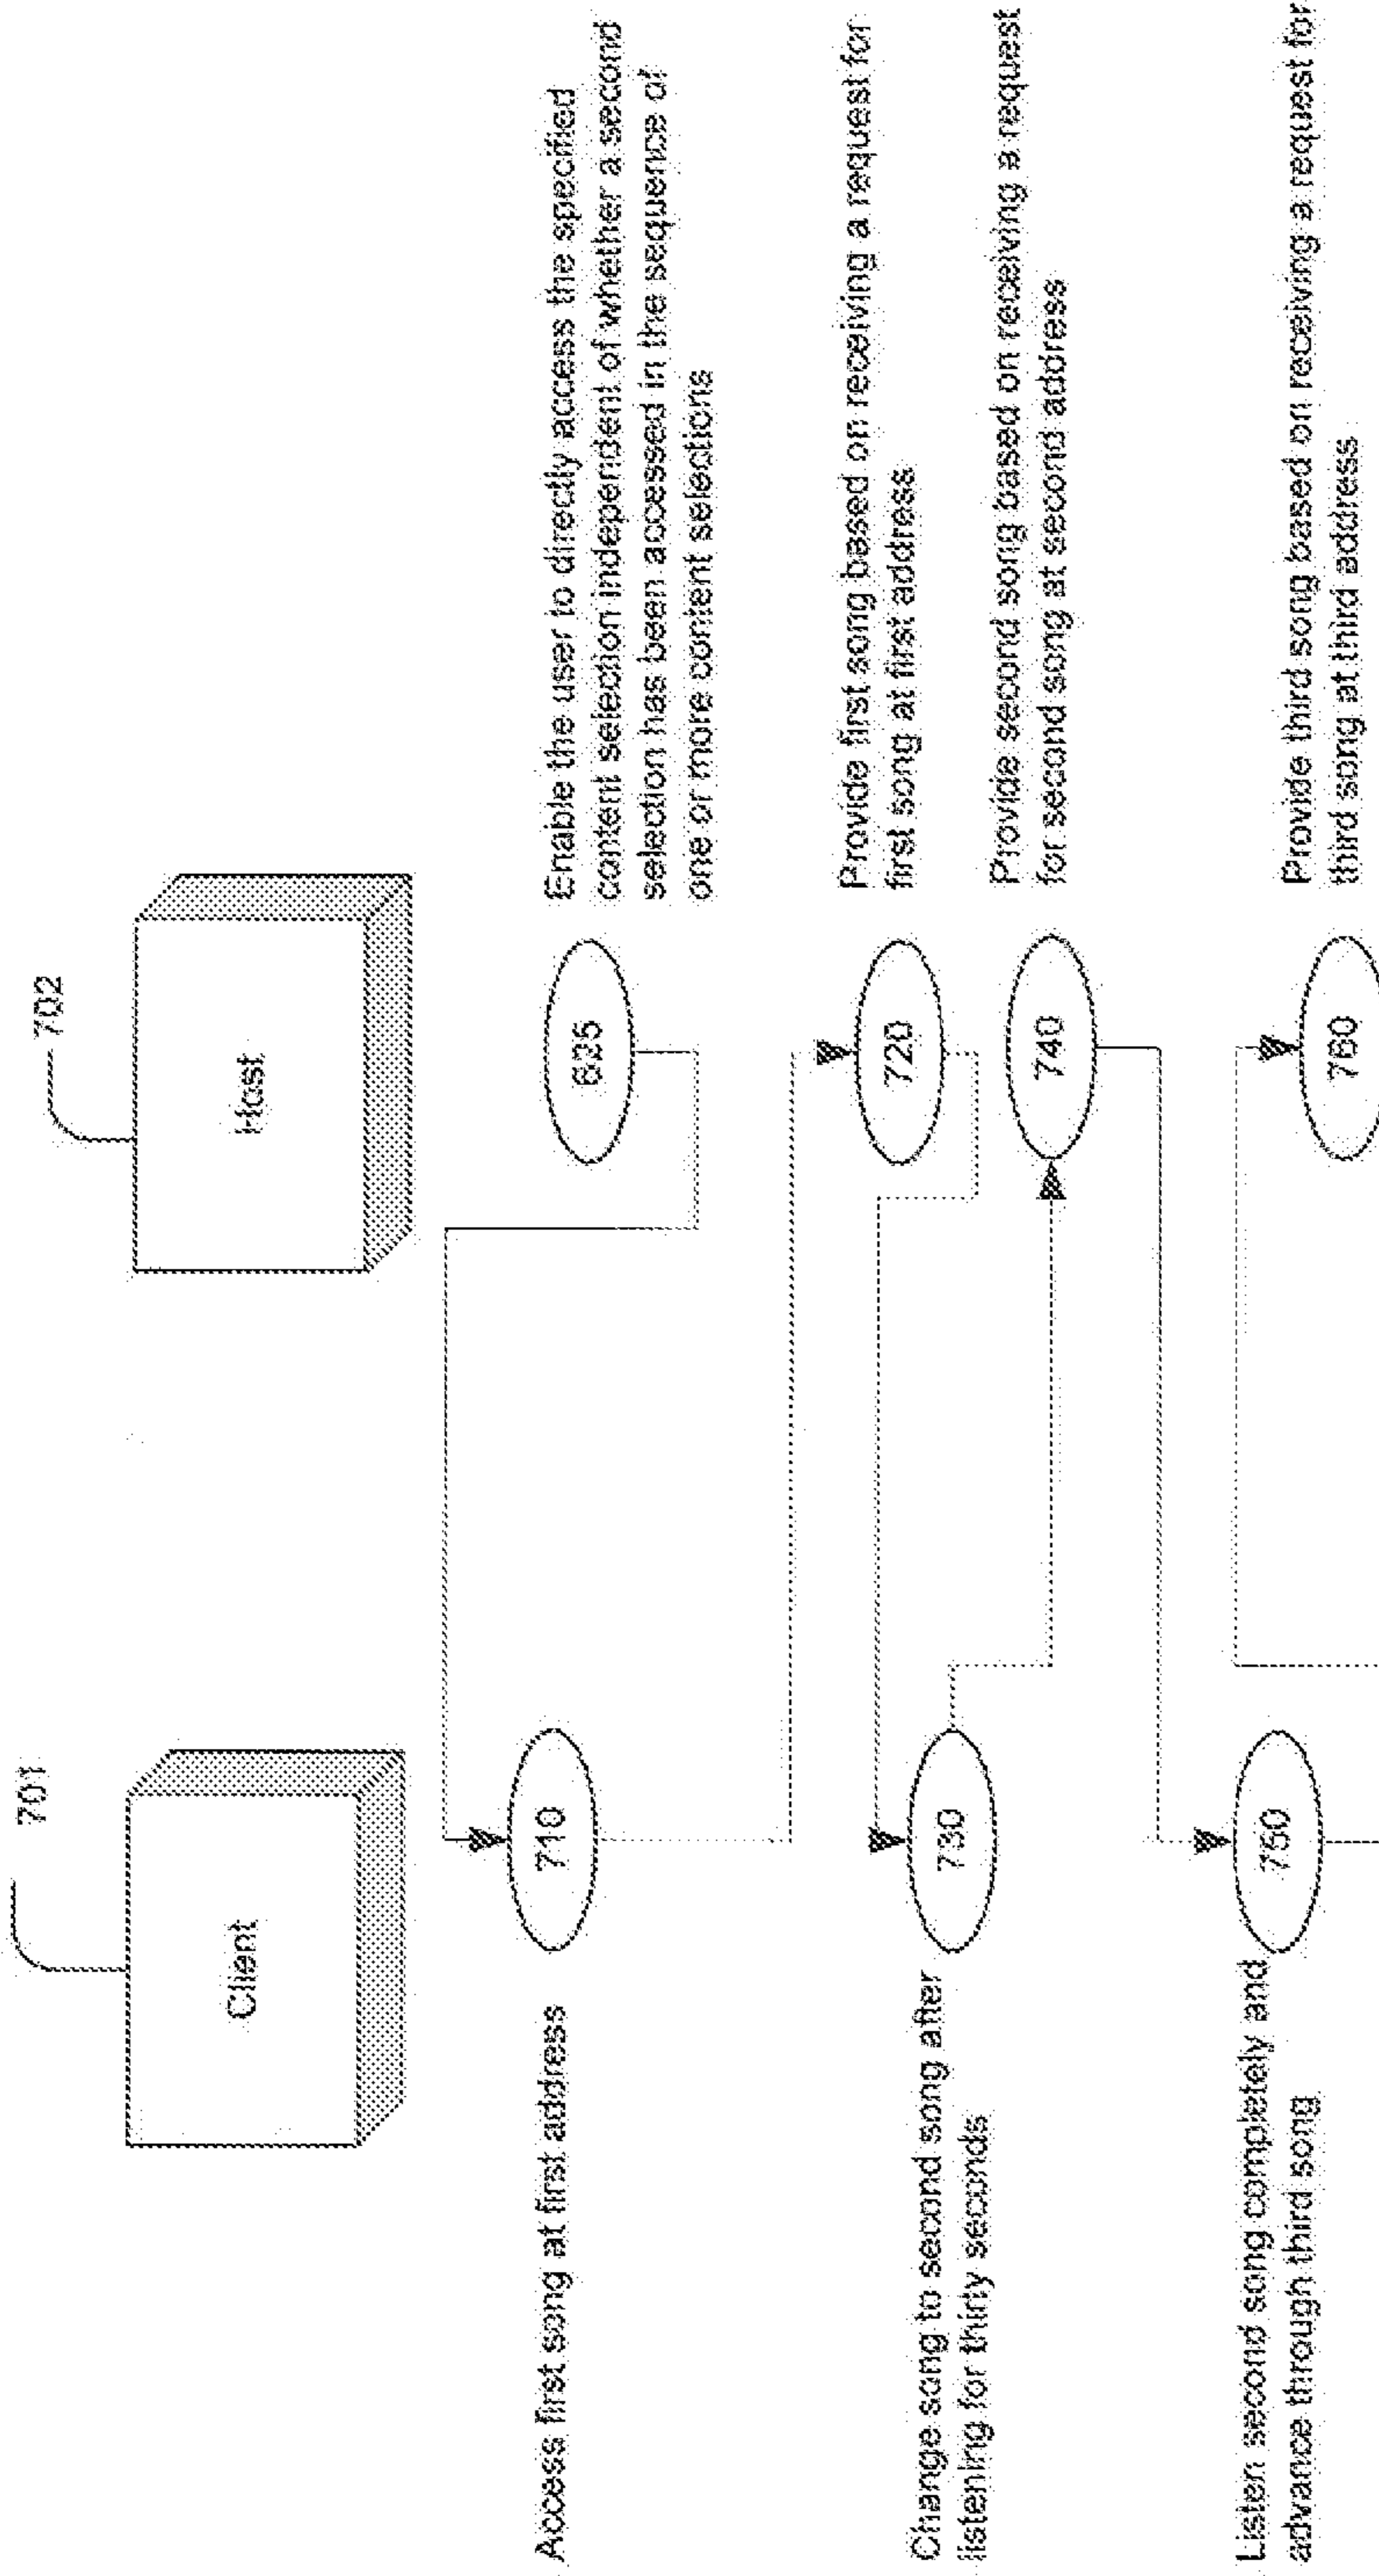 701
Client
702
Host
635
Enable the user to directly access the specified
content selection independent of whether a second
selection has been accessed in the sequence of
one or more content selections
Access first song at first address
710
720
Provide first song based on receiving a request for
first song at first address
Change song to second song after
listening for thirty seconds
730
740
Provide second song based on receiving a request
for second song at second address
Listen second song completely and
advance through third song
750
760
Provide third song based on receiving a request for
third song at third address